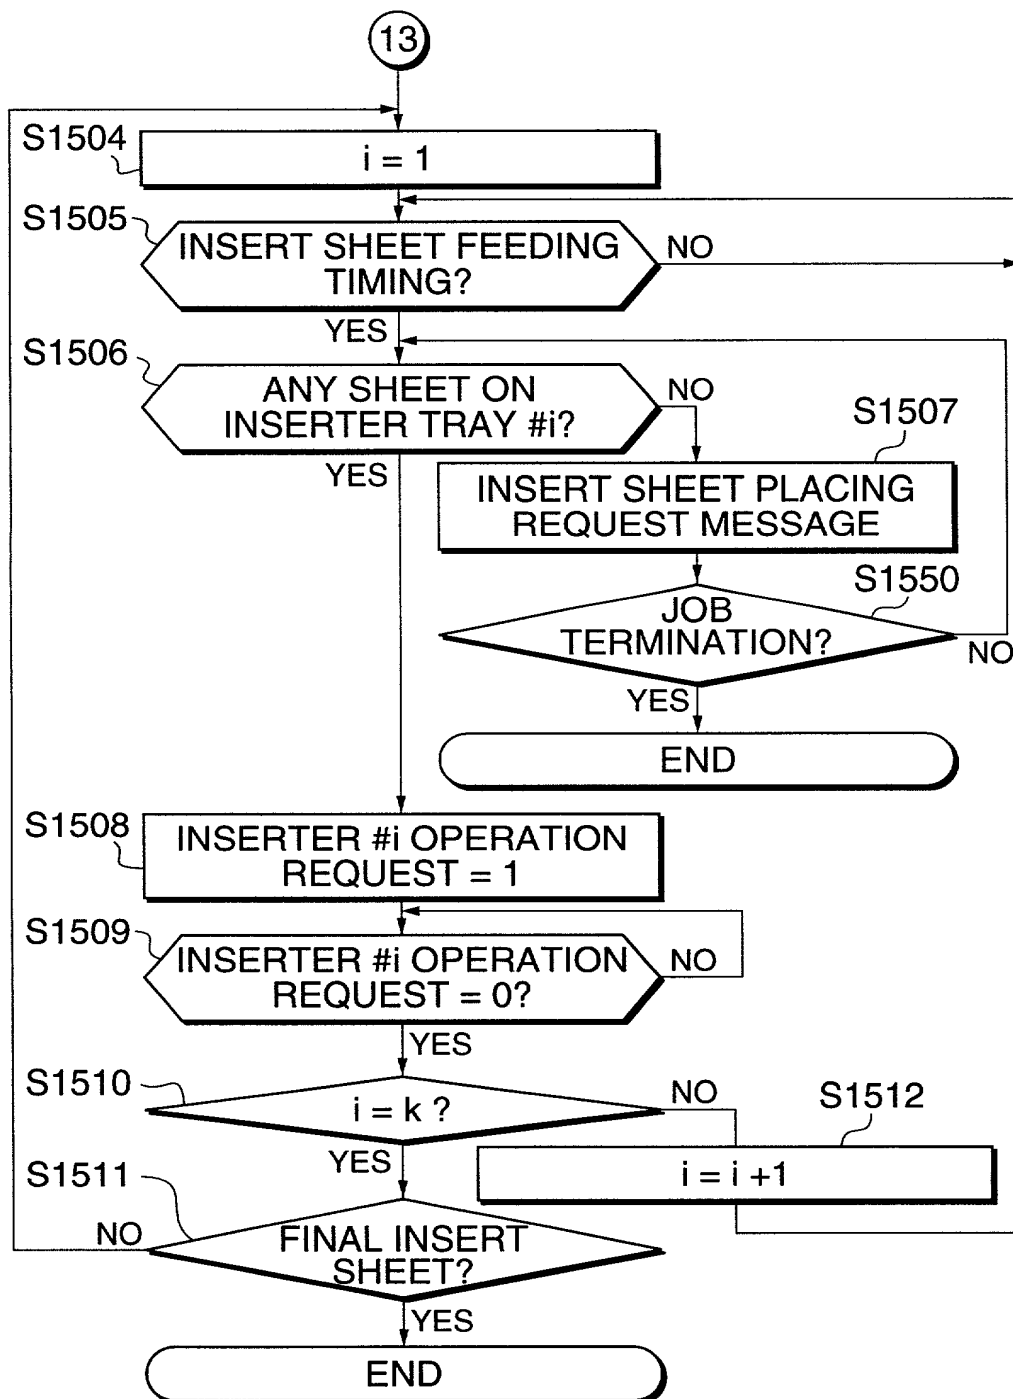 13
S1504
i = 1
S1505
INSERT SHEET FEEDING
TIMING?
NO
YES
S1506
ANY SHEET ON
INSERTER TRAY #i?
NO
YES
S1507
INSERT SHEET PLACING
REQUEST MESSAGE
S1550
JOB
TERMINATION?
NO
YES
END
S1508
INSERTER #i OPERATION
REQUEST = 1
S1509
INSERTER #i OPERATION
REQUEST = 0?
NO
YES
S1510
i = k ?
NO
YES
S1512
i = i +1
S1511
FINAL INSERT
SHEET?
NO
YES
END